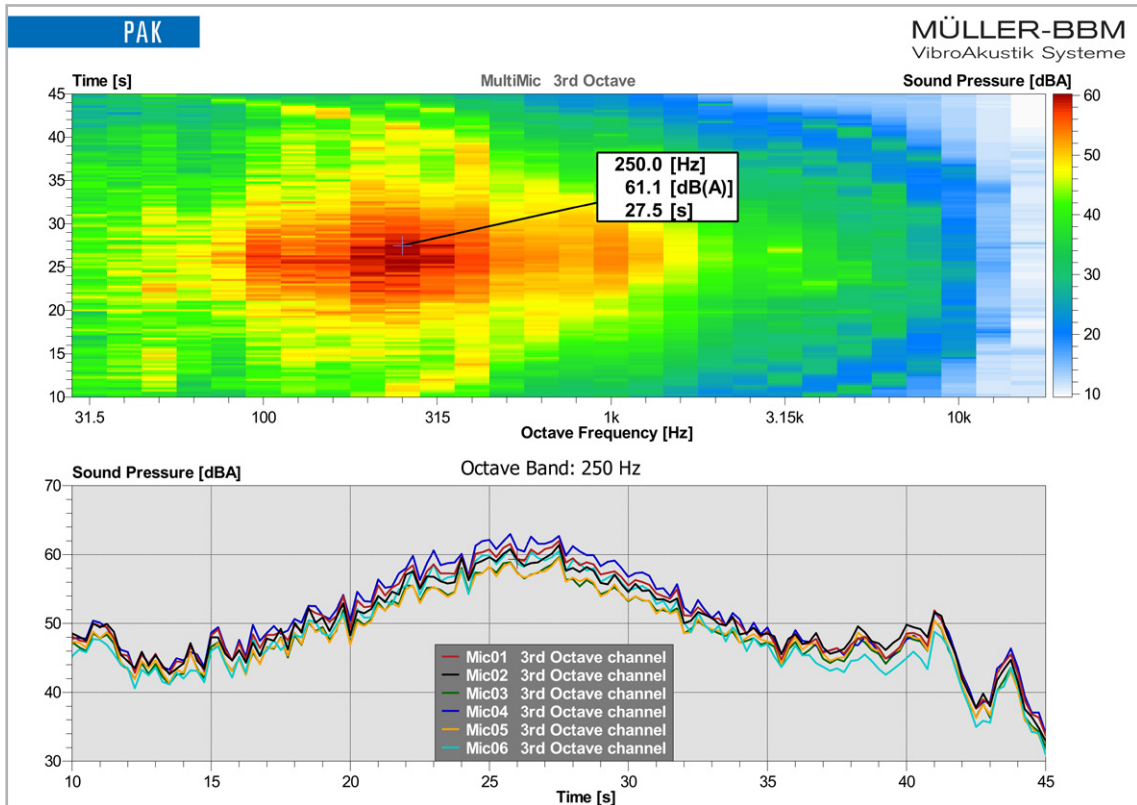 PAK
MÜLLER-BBM
VibroAkustik Systeme
Time [s]
MultiMic 3rd Octave
Sound Pressure [dBA]
45
40
35
30
25
20
15
10
250.0 [Hz]
61.1 [dB(A)]
27.5 [s]
60
50
40
30
20
10
31.5 100 315 1k 3.15k 10k
Octave Frequency [Hz]
Sound Pressure [dBA]
Octave Band: 250 Hz
70
60
50
40
30
Mic01 3rd Octave channel
Mic02 3rd Octave channel
Mic03 3rd Octave channel
Mic04 3rd Octave channel
Mic05 3rd Octave channel
Mic06 3rd Octave channel
10 15 20 25 30 35 40 45
Time [s]